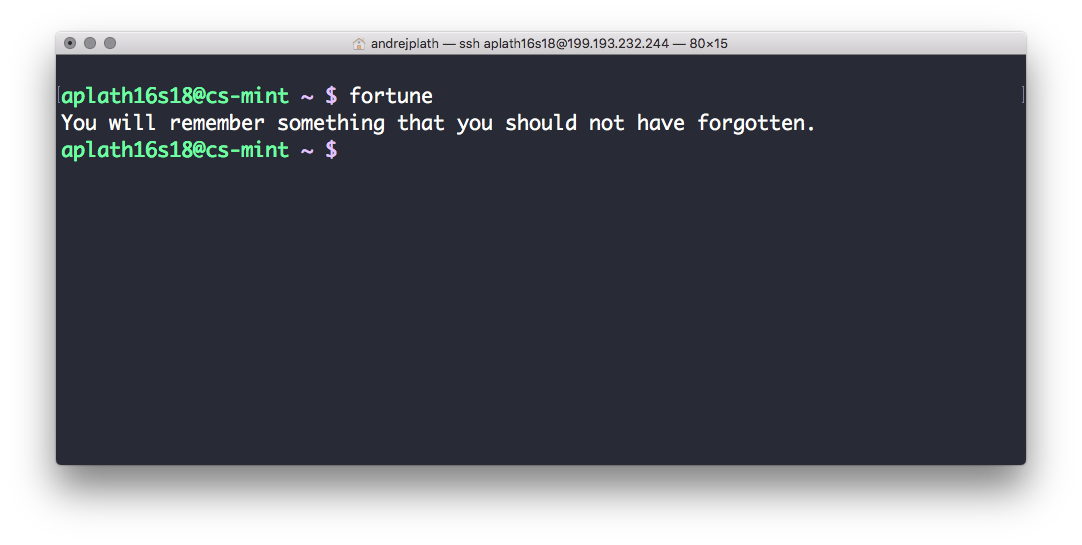 andrejplath — ssh aplath16s18@199.193.232.244 — 80×15
[aplath16s18@cs-mint ~ $ fortune ]
You will remember something that you should not have forgotten.
aplath16s18@cs-mint ~ $